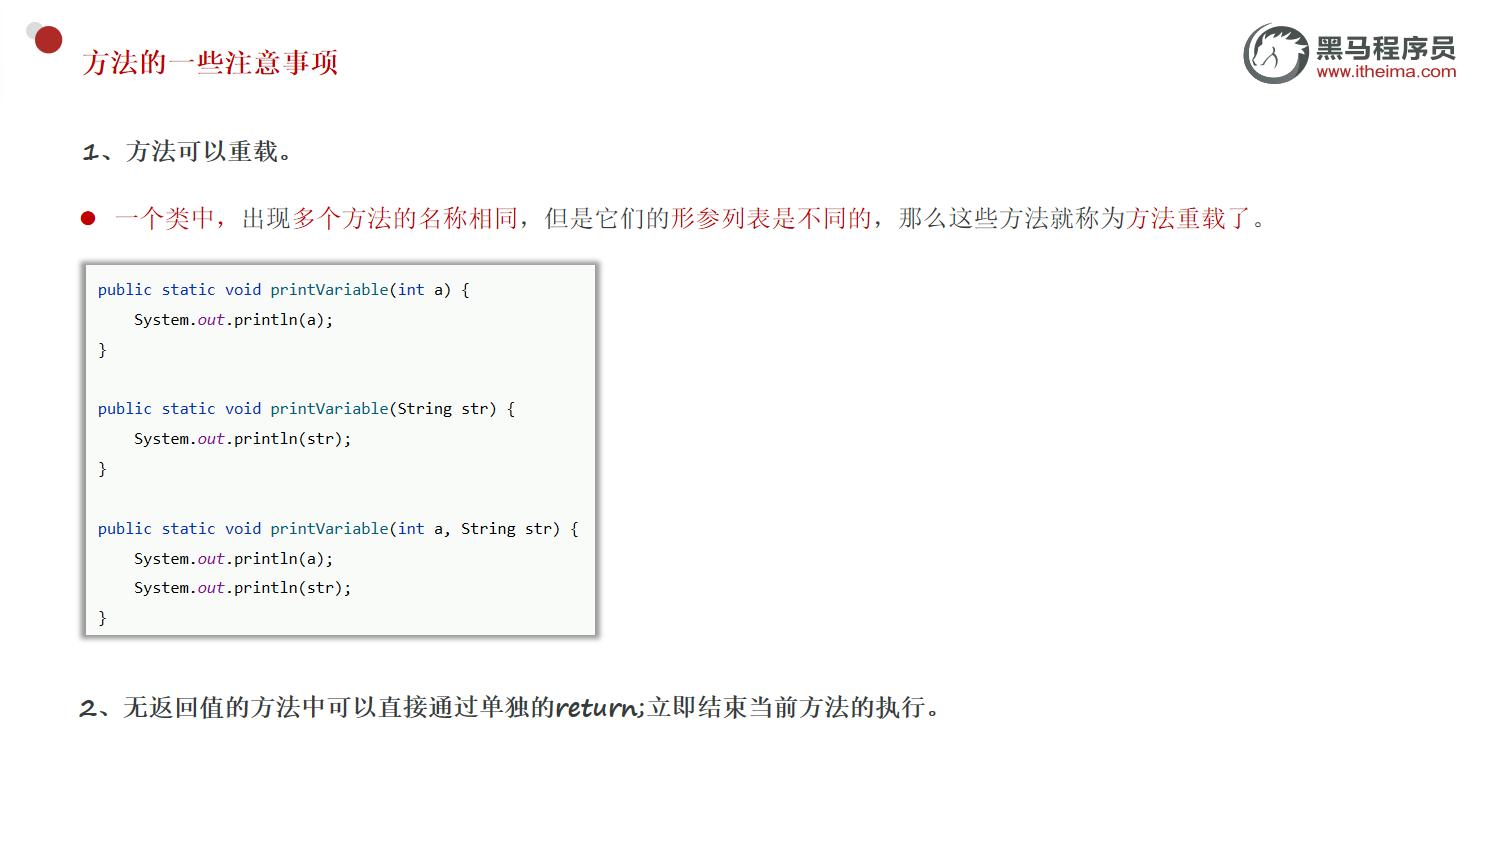 方法的一些注意事项
黑马程序员
www.itheima.com
1、方法可以重载。
一个类中，出现多个方法的名称相同，但是它们的形参列表是不同的，那么这些方法就称为方法重载了。
public static void printVariable(int a) {
    System.out.println(a);
}
public static void printVariable(String str) {
    System.out.println(str);
}
public static void printVariable(int a, String str) {
    System.out.println(a);
    System.out.println(str);
}
2、无返回值的方法中可以直接通过单独的return;立即结束当前方法的执行。